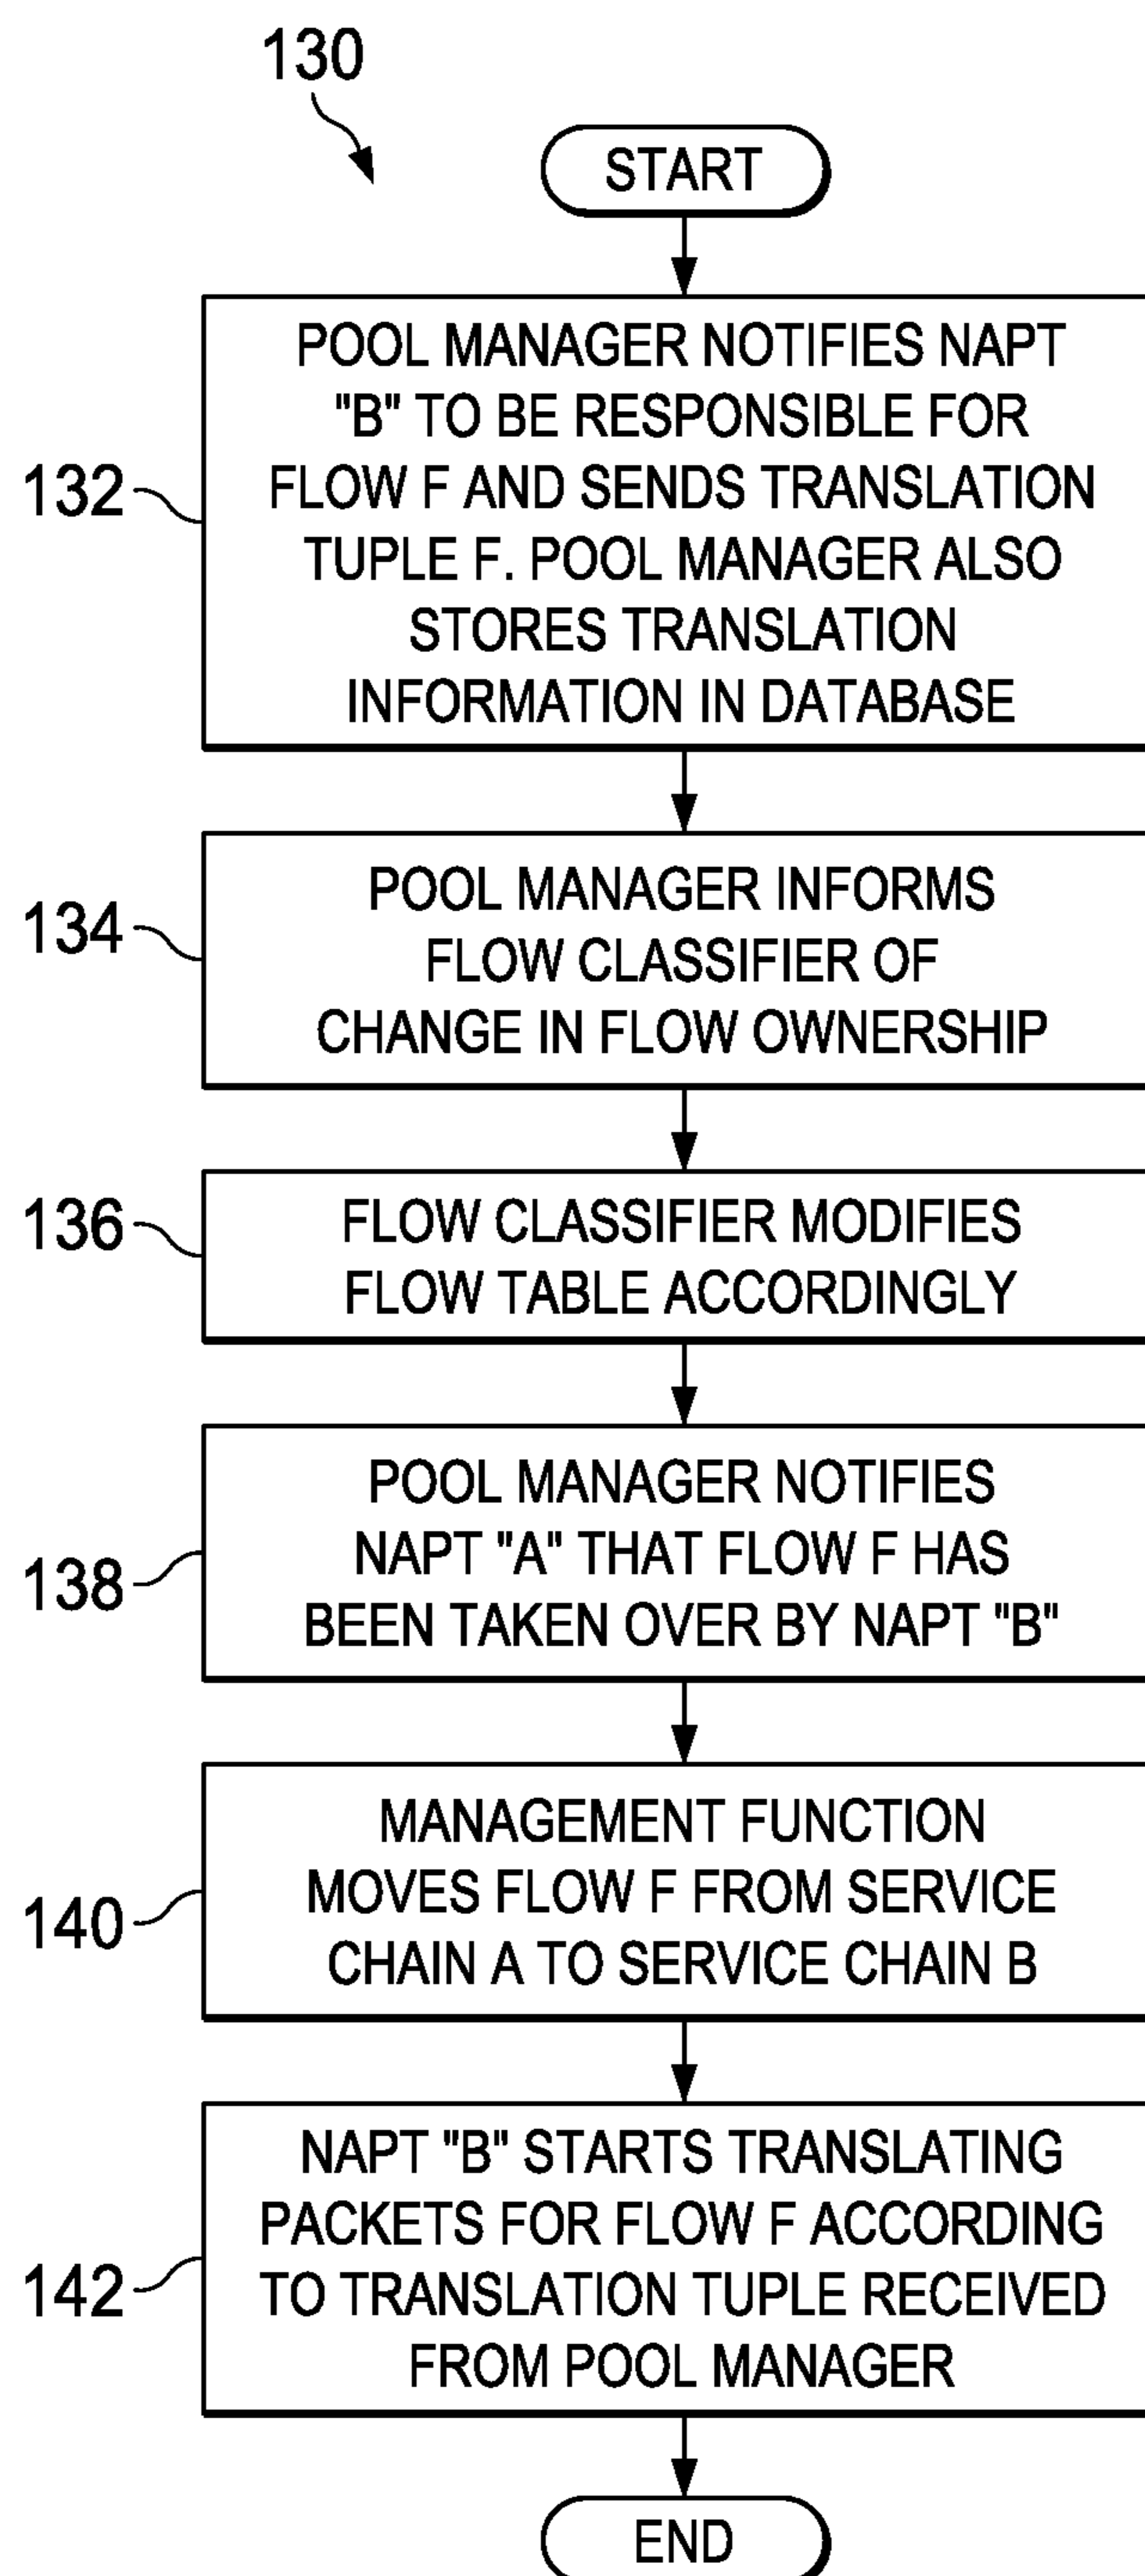 130
START
132
POOL MANAGER NOTIFIES NAPT
"B" TO BE RESPONSIBLE FOR
FLOW F AND SENDS TRANSLATION
TUPLE F. POOL MANAGER ALSO
STORES TRANSLATION
INFORMATION IN DATABASE
134
POOL MANAGER INFORMS
FLOW CLASSIFIER OF
CHANGE IN FLOW OWNERSHIP
136
FLOW CLASSIFIER MODIFIES
FLOW TABLE ACCORDINGLY
138
POOL MANAGER NOTIFIES
NAPT "A" THAT FLOW F HAS
BEEN TAKEN OVER BY NAPT "B"
140
MANAGEMENT FUNCTION
MOVES FLOW F FROM SERVICE
CHAIN A TO SERVICE CHAIN B
142
NAPT "B" STARTS TRANSLATING
PACKETS FOR FLOW F ACCORDING
TO TRANSLATION TUPLE RECEIVED
FROM POOL MANAGER
END